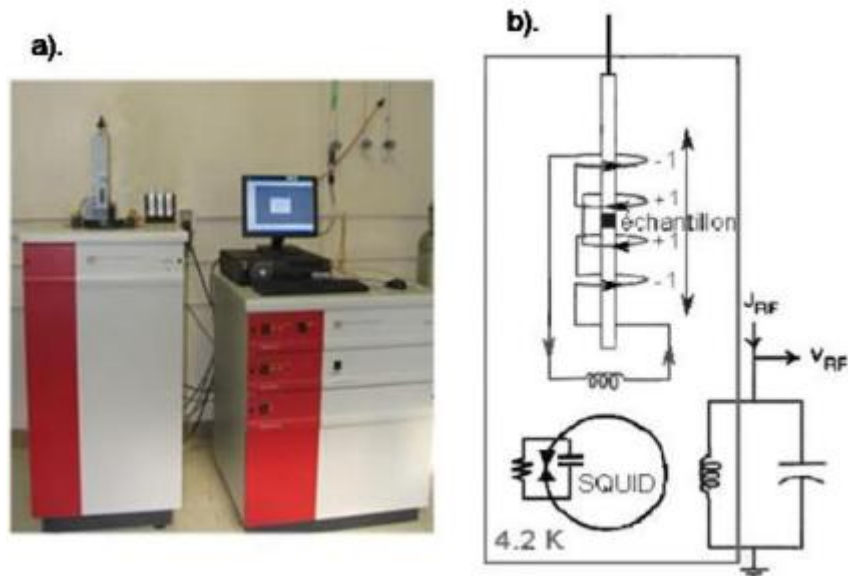 a).
b).
- 1
+ 1
échantillon
+ 1
- 1
J_RF
V_RF
SQUID
4.2 K